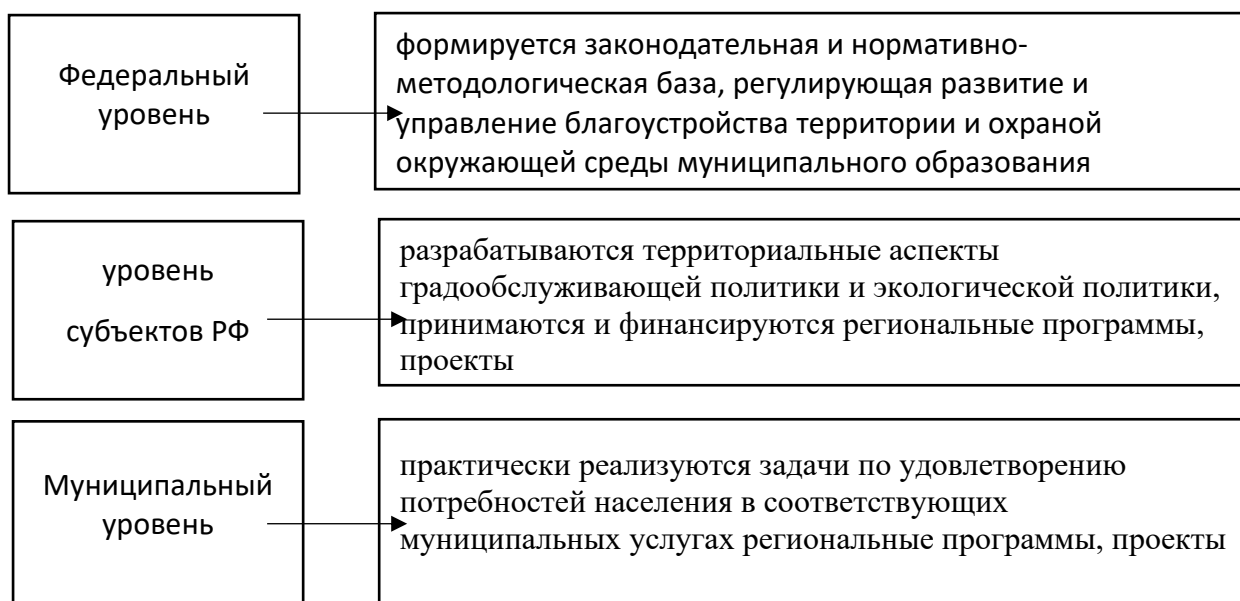 Федеральный
уровень
формируется законодательная и нормативно-
методологическая база, регулирующая развитие и
управление благоустройства территории и охраной
окружающей среды муниципального образования
уровень
субъектов РФ
разрабатываются территориальные аспекты
градообслуживающей политики и экологической политики,
принимаются и финансируются региональные программы,
проекты
Муниципальный
уровень
практически реализуются задачи по удовлетворению
потребностей населения в соответствующих
муниципальных услугах региональные программы, проекты